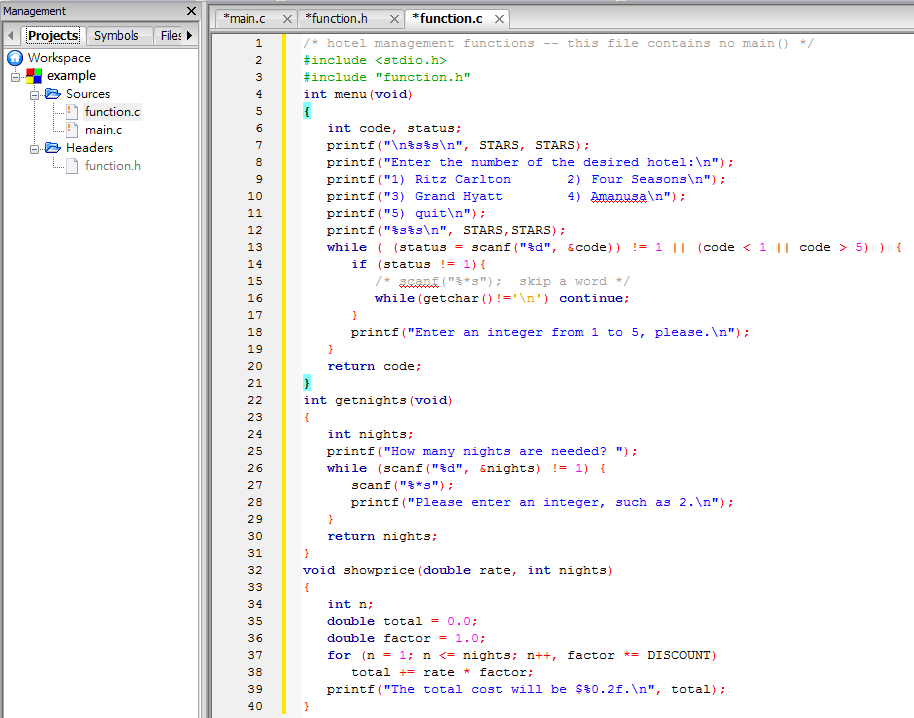 Management
Projects Symbols Files
Workspace
example
Sources
function.c
main.c
Headers
function.h
*main.c *function.h *function.c
1 /* hotel management functions -- this file contains no main() */
2 #include <stdio.h>
3 #include "function.h"
4 int menu(void)
5 {
6 int code, status;
7 printf("\n%s%s\n", STARS, STARS);
8 printf("Enter the number of the desired hotel:\n");
9 printf("1) Ritz Carlton       2) Four Seasons\n");
10 printf("3) Grand Hyatt        4) Amanusa\n");
11 printf("5) quit\n");
12 printf("%s%s\n", STARS,STARS);
13 while ( (status = scanf("%d", &code)) != 1 || (code < 1 || code > 5) ) {
14 if (status != 1){
15 /* scanf("%*s");  skip a word */
16 while(getchar()!='\n') continue;
17 }
18 printf("Enter an integer from 1 to 5, please.\n");
19 }
20 return code;
21 }
22 int getnights(void)
23 {
24 int nights;
25 printf("How many nights are needed? ");
26 while (scanf("%d", &nights) != 1) {
27 scanf("%*s");
28 printf("Please enter an integer, such as 2.\n");
29 }
30 return nights;
31 }
32 void showprice(double rate, int nights)
33 {
34 int n;
35 double total = 0.0;
36 double factor = 1.0;
37 for (n = 1; n <= nights; n++, factor *= DISCOUNT)
38 total += rate * factor;
39 printf("The total cost will be $%0.2f.\n", total);
40 }